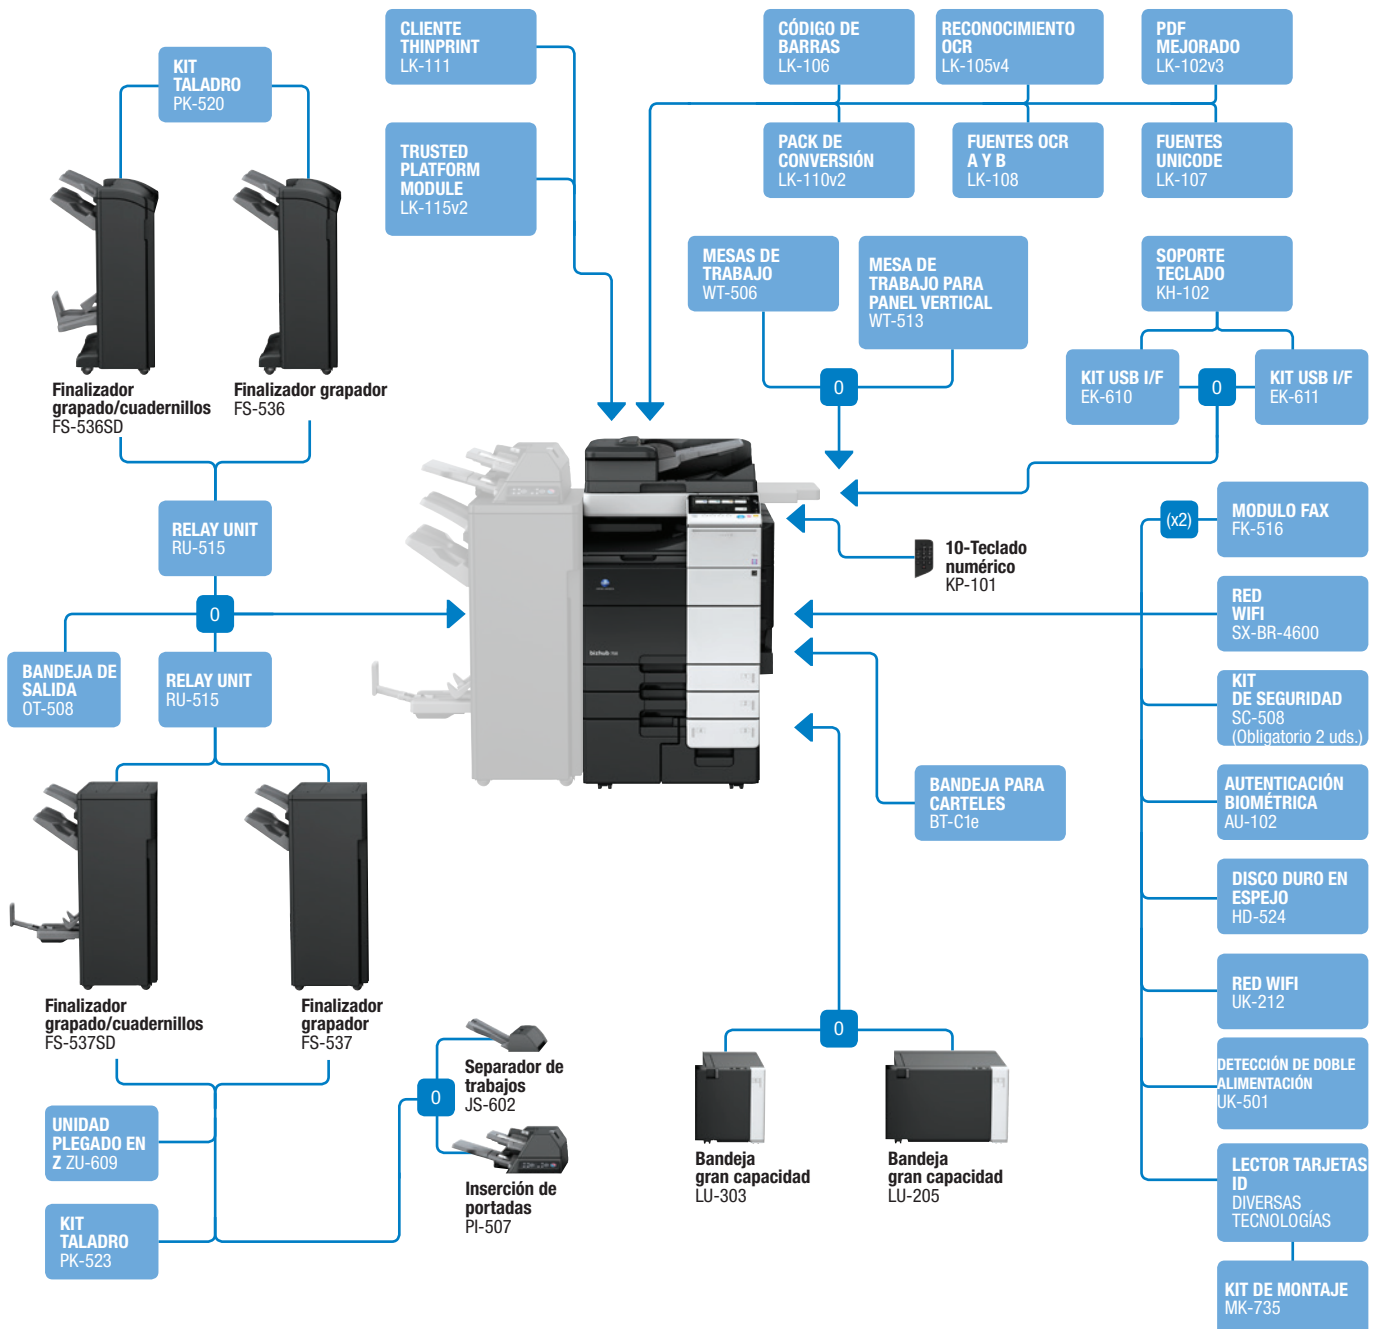 CLIENTE
THINPRINT
LK-111
CÓDIGO DE
BARRAS
LK-106
RECONOCIMIENTO
OCR
LK-105v4
PDF
MEJORADO
LK-102v3
KIT
TALADRO
PK-520
TRUSTED
PLATFORM
MODULE
LK-115v2
PACK DE
CONVERSIÓN
LK-110v2
FUENTES OCR
A Y B
LK-108
FUENTES
UNICODE
LK-107
MESAS DE
TRABAJO
WT-506
MESA DE
TRABAJO PARA
PANEL VERTICAL
WT-513
SOPORTE
TECLADO
KH-102
0
KIT USB I/F
EK-610
0
KIT USB I/F
EK-611
Finalizador
grapado/cuadernillos
FS-536SD
Finalizador grapador
FS-536
RELAY UNIT
RU-515
0
BANDEJA DE
SALIDA
OT-508
RELAY UNIT
RU-515
bizhub
10-Teclado
numérico
KP-101
(x2)
MODULO FAX
FK-516
RED
WIFI
SX-BR-4600
KIT
DE SEGURIDAD
SC-508
(Obligatorio 2 uds.)
BANDEJA PARA
CARTELES
BT-C1e
AUTENTICACIÓN
BIOMÉTRICA
AU-102
DISCO DURO EN
ESPEJO
HD-524
RED WIFI
UK-212
DETECCIÓN DE DOBLE
ALIMENTACIÓN
UK-501
LECTOR TARJETAS
ID
DIVERSAS
TECNOLOGÍAS
KIT DE MONTAJE
MK-735
Finalizador
grapado/cuadernillos
FS-537SD
Finalizador
grapador
FS-537
0
Separador de
trabajos
JS-602
Inserción de
portadas
PI-507
UNIDAD
PLEGADO EN
Z ZU-609
KIT
TALADRO
PK-523
0
Bandeja
gran capacidad
LU-303
Bandeja
gran capacidad
LU-205